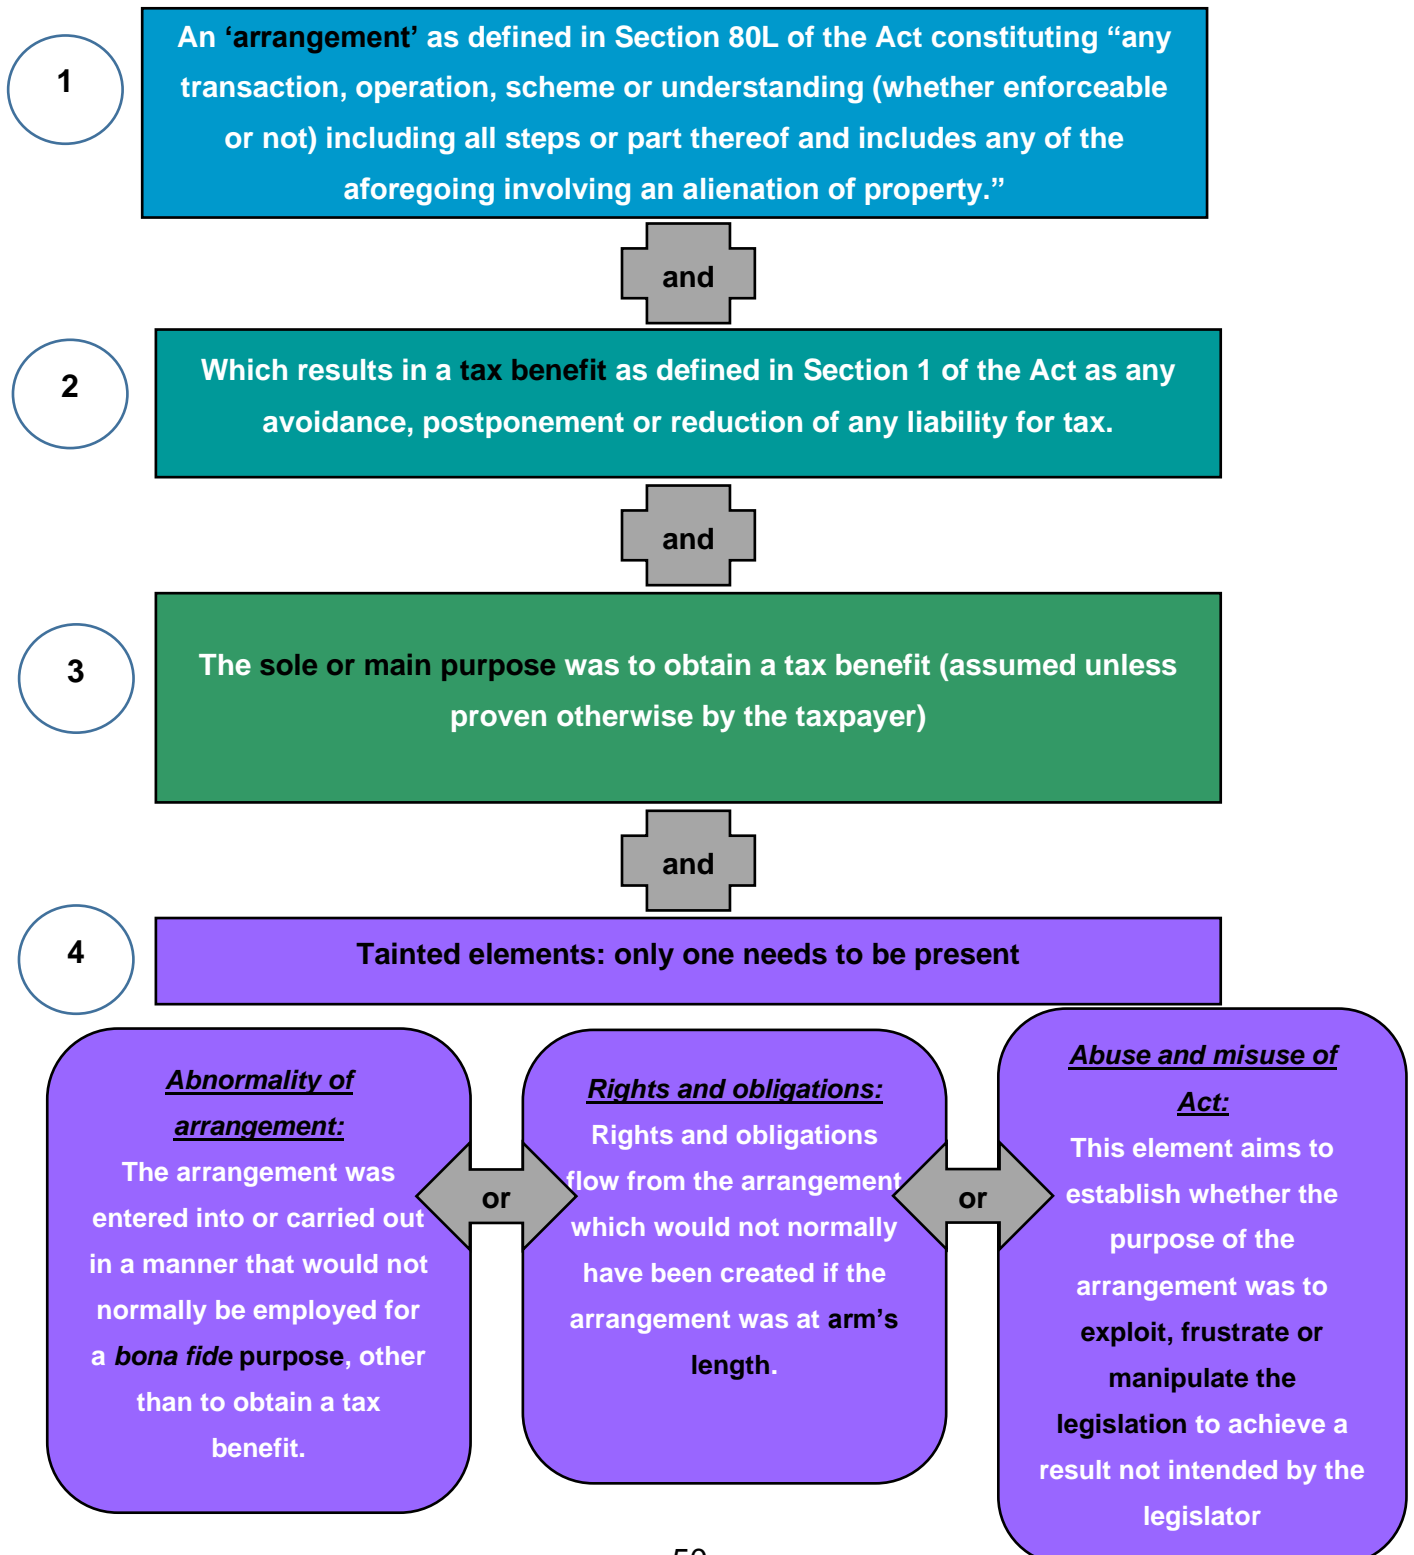 1
An ‘arrangement’ as defined in Section 80L of the Act constituting “any
transaction, operation, scheme or understanding (whether enforceable
or not) including all steps or part thereof and includes any of the
aforegoing involving an alienation of property.”
and
2
Which results in a tax benefit as defined in Section 1 of the Act as any
avoidance, postponement or reduction of any liability for tax.
and
3
The sole or main purpose was to obtain a tax benefit (assumed unless
proven otherwise by the taxpayer)
and
4
Tainted elements: only one needs to be present
Abnormality of
arrangement:
The arrangement was
entered into or carried out
in a manner that would not
normally be employed for
a bona fide purpose, other
than to obtain a tax
benefit.
or
Rights and obligations:
Rights and obligations
flow from the arrangement
which would not normally
have been created if the
arrangement was at arm’s
length.
or
Abuse and misuse of
Act:
This element aims to
establish whether the
purpose of the
arrangement was to
exploit, frustrate or
manipulate the
legislation to achieve a
result not intended by the
legislator